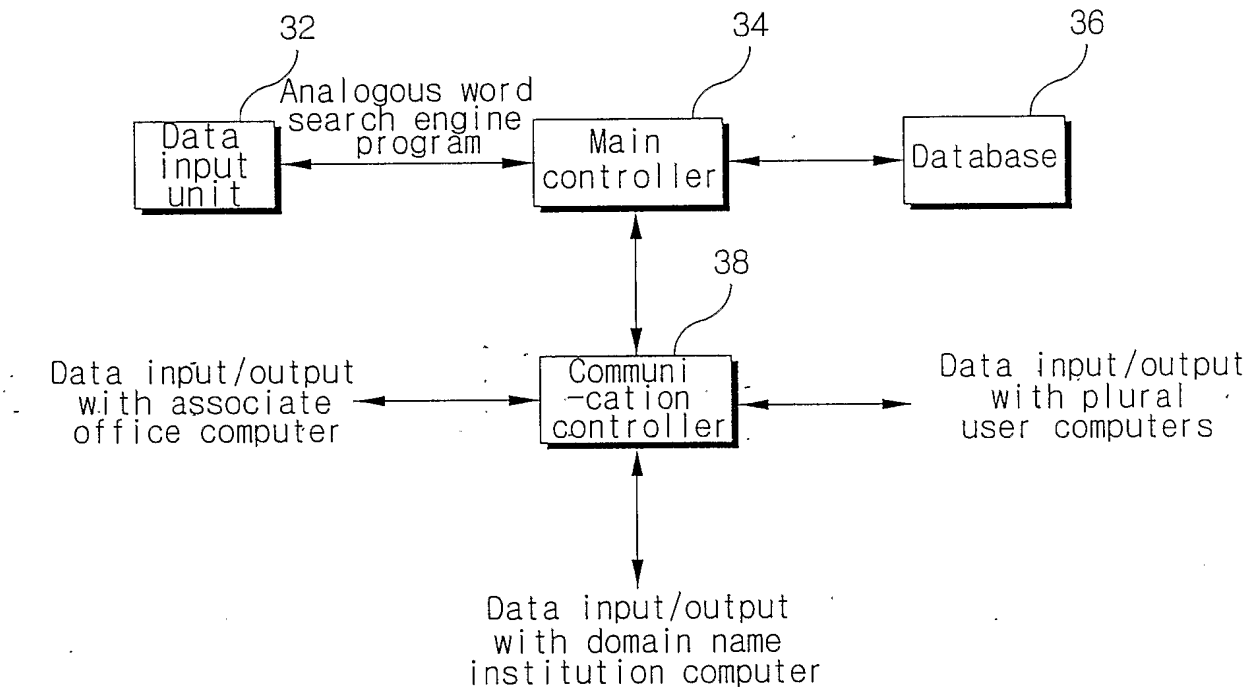 32
34
36
Analogous word
search engine
program
Data
input
unit
Main
controller
Database
38
Data input/output
with associate
office computer
Communi
-cation
controller
Data input/output
with plural
user computers
Data input/output
with domain name
institution computer